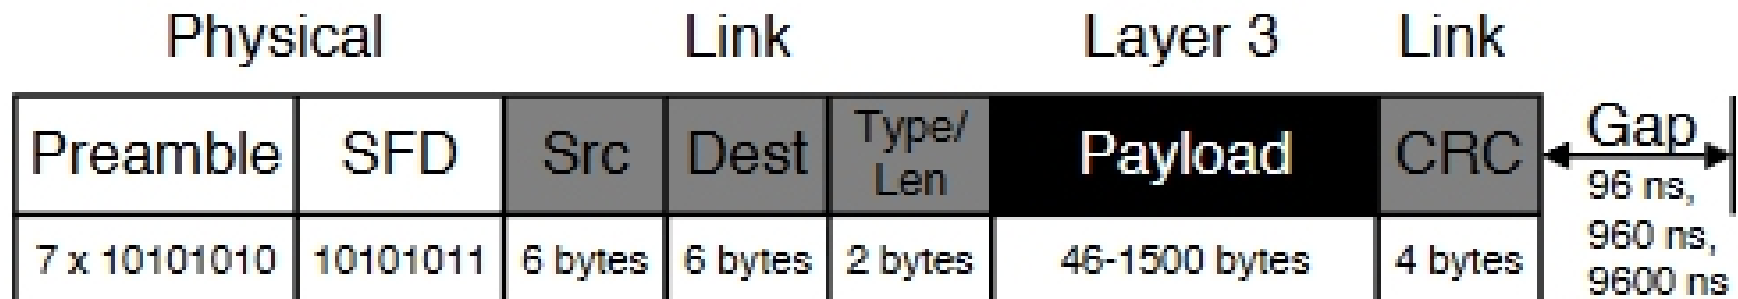 Physical Link Layer 3 Link
Preamble SFD Src Dest Type/ Len Payload CRC Gap
7 x 10101010 10101011 6 bytes 6 bytes 2 bytes 46-1500 bytes 4 bytes
96 ns,
960 ns,
9600 ns